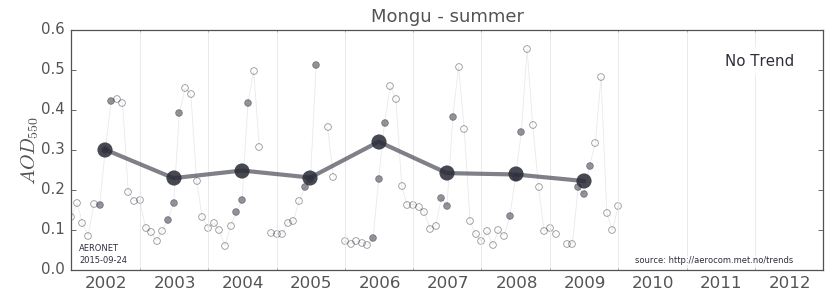 Mongu - summer
0.6
0.5
0.4
0.3
0.2
0.1
0.0
AOD550
No Trend
AERONET
2015-09-24
source: http://aerocom.met.no/trends
2002 2003 2004 2005 2006 2007 2008 2009 2010 2011 2012